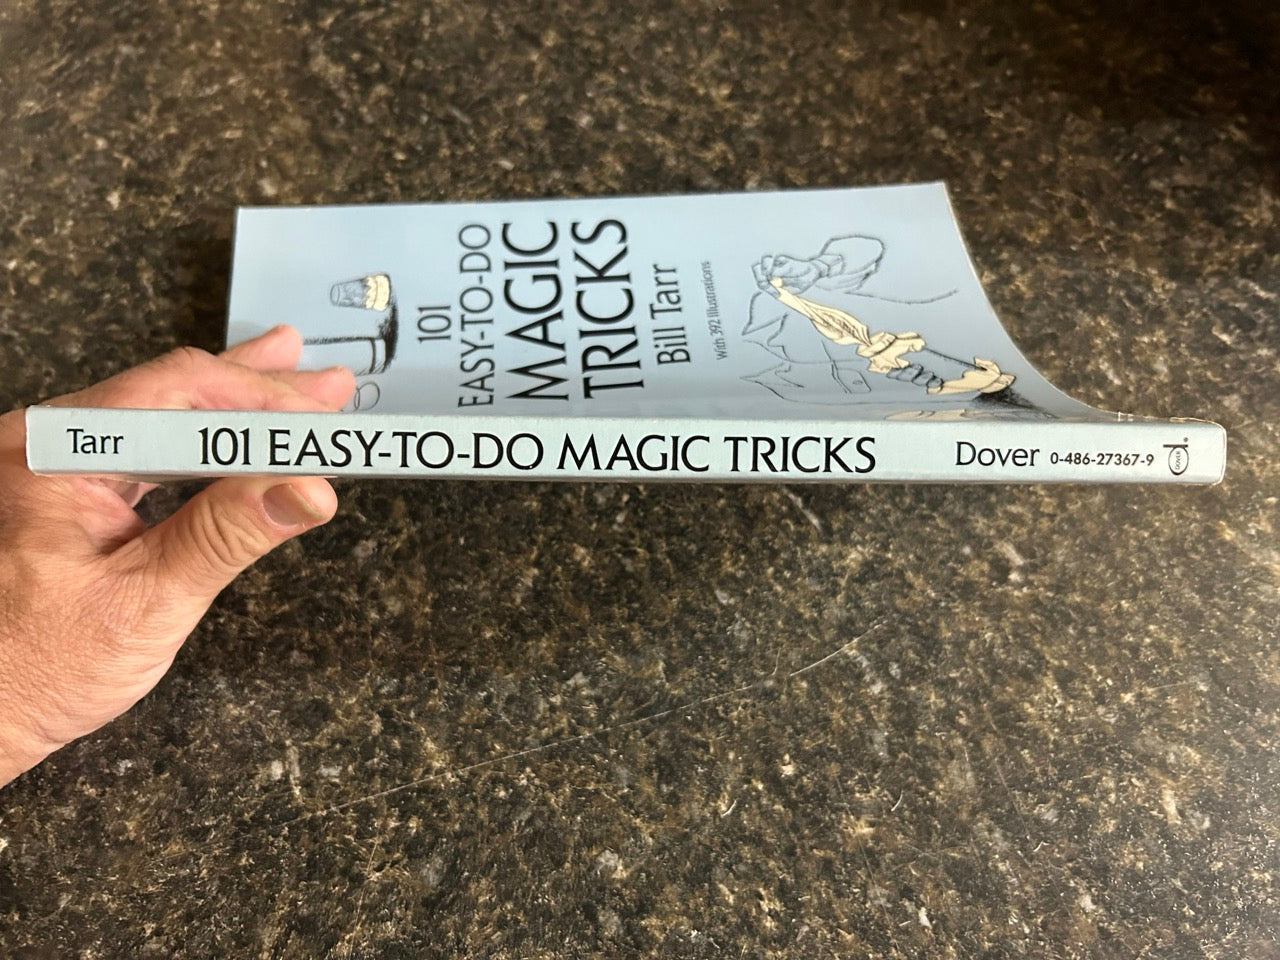 101
EASY-TO-DO
MAGIC
TRICKS
Bill Tarr
With 392 Illustrations
Tarr 101 EASY-TO-DO MAGIC TRICKS Dover 0-486-27367-9
DOVER